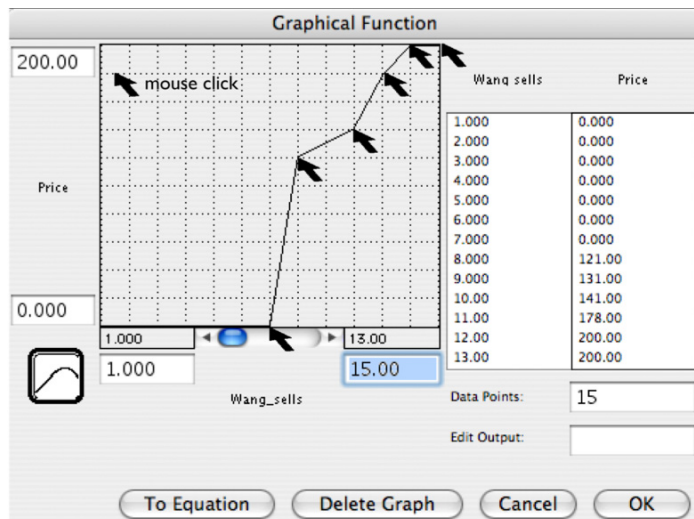 Graphical Function
200.00
mouse click
Price
0.000
1.000
13.00
1.000
15.00
Wang_sells
Wang sells Price
1.000 0.000
2.000 0.000
3.000 0.000
4.000 0.000
5.000 0.000
6.000 0.000
7.000 0.000
8.000 121.00
9.000 131.00
10.00 141.00
11.00 178.00
12.00 200.00
13.00 200.00
Data Points: 15
Edit Output:
To Equation
Delete Graph
Cancel
OK